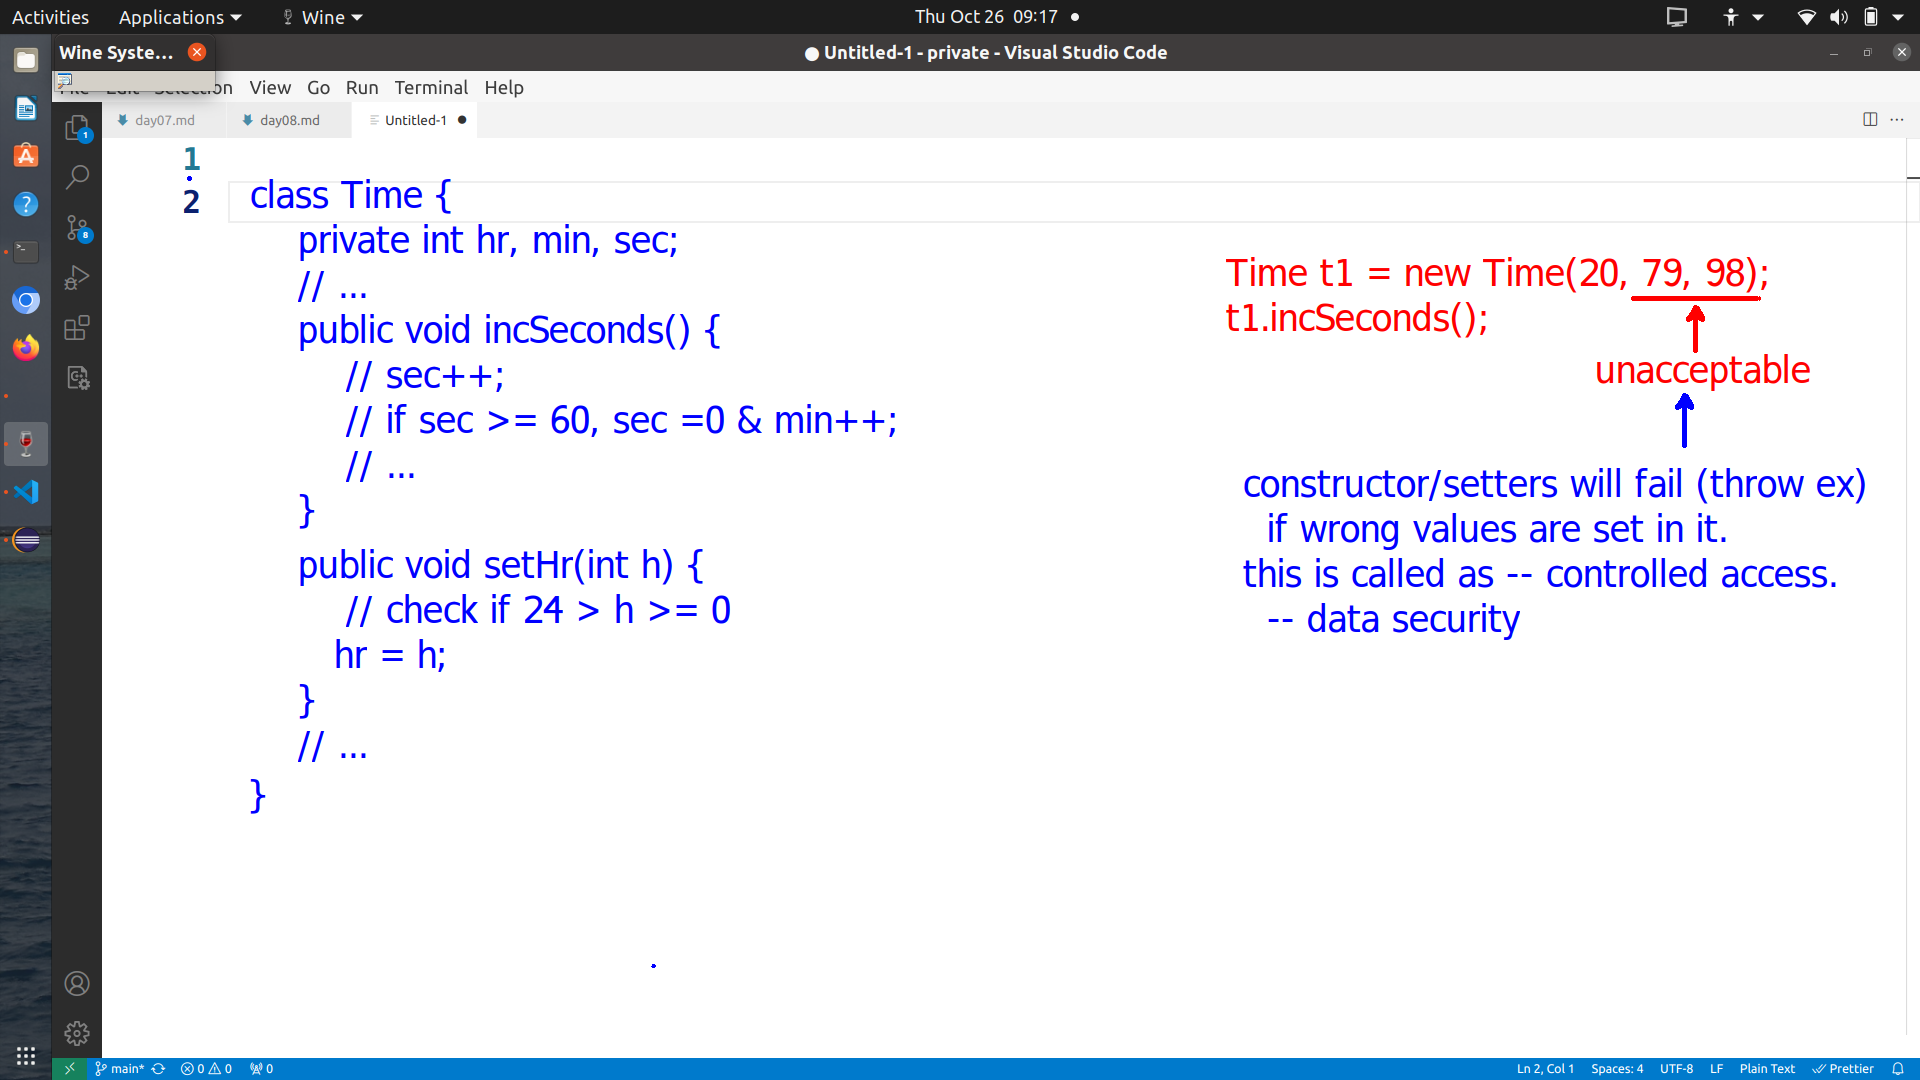 Activities Applications Wine Thu Oct 26 09:17
Wine Syste... Untitled-1 - private - Visual Studio Code
Selection View Go Run Terminal Help
day07.md day08.md Untitled-1
1
2
class Time {
private int hr, min, sec;
// ...
public void incSeconds() {
// sec++;
// if sec >= 60, sec =0 & min++;
// ...
}
public void setHr(int h) {
// check if 24 > h >= 0
hr = h;
}
// ...
}
Time t1 = new Time(20, 79, 98);
t1.incSeconds();
unacceptable
constructor/setters will fail (throw ex)
if wrong values are set in it.
this is called as -- controlled access.
-- data security
1
8
main* 0 0 0 Ln 2, Col 1 Spaces: 4 UTF-8 LF Plain Text Prettier